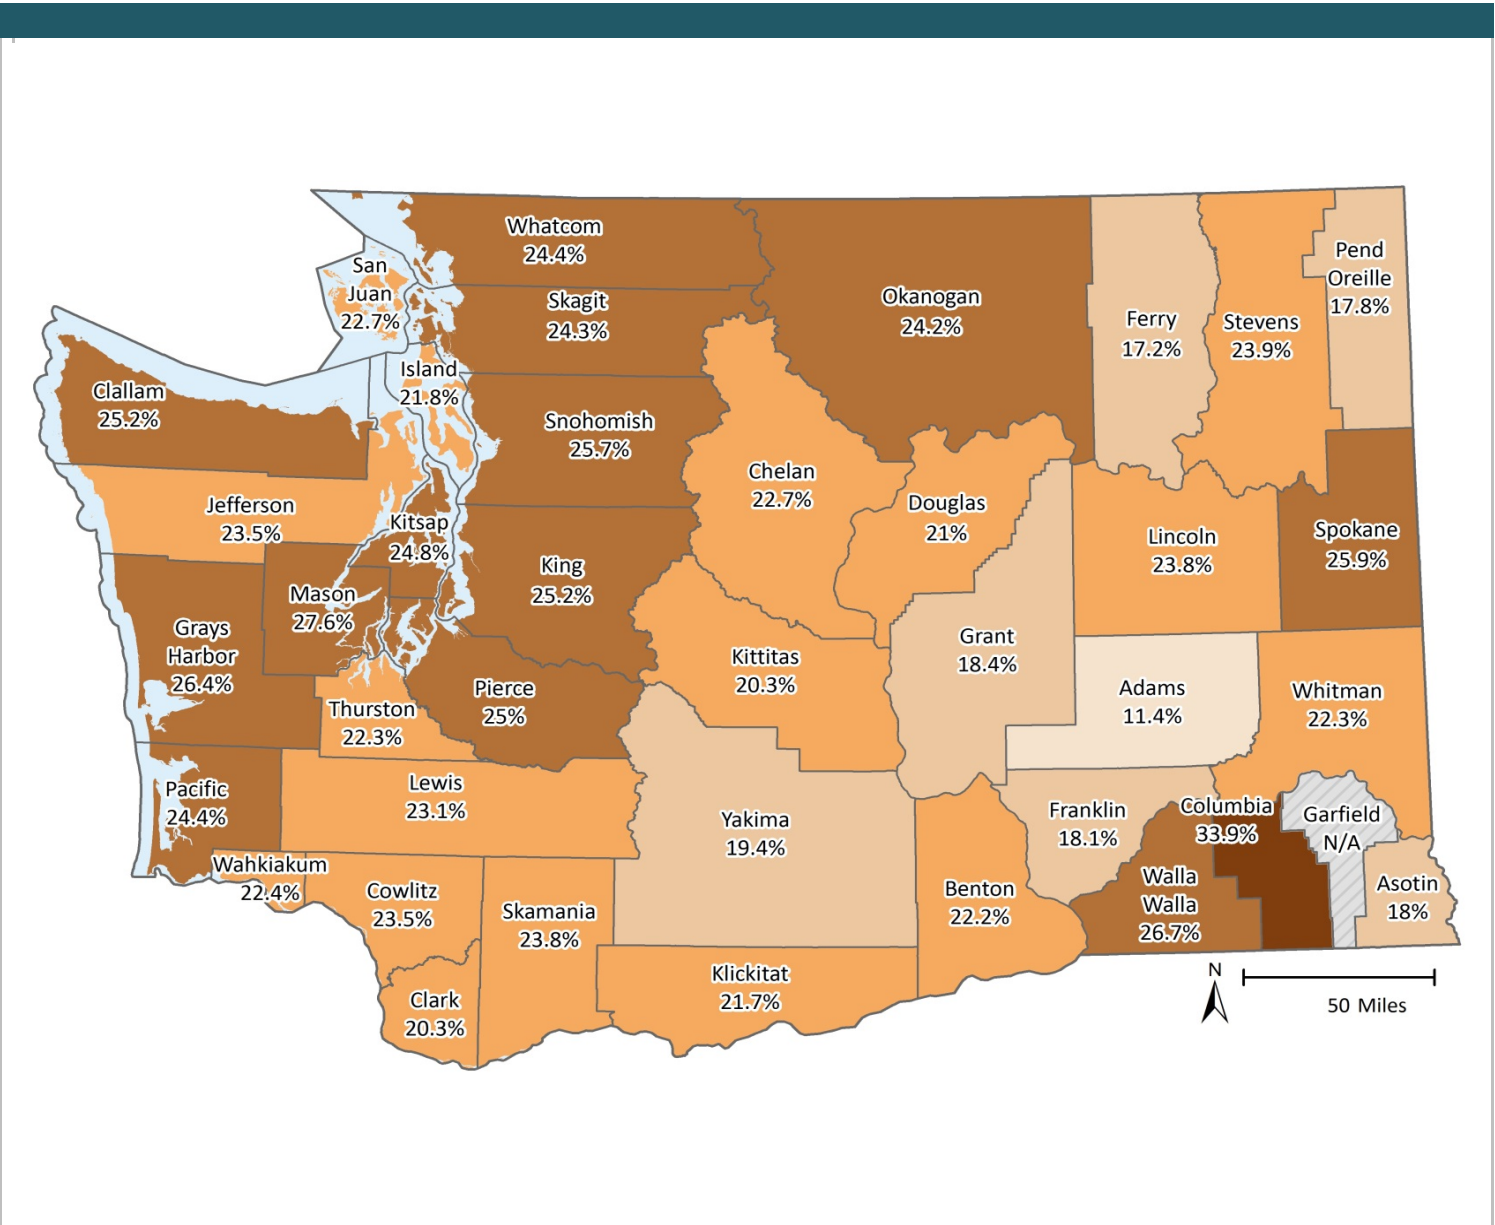 Whatcom
24.4%
San
Juan
22.7%
Skagit
24.3%
Okanogan
24.2%
Ferry
17.2%
Stevens
23.9%
Pend
Oreille
17.8%
Island
21.8%
Clallam
25.2%
Snohomish
25.7%
Chelan
22.7%
Douglas
21%
Jefferson
23.5%
Kitsap
24.8%
King
25.2%
Lincoln
23.8%
Spokane
25.9%
Mason
27.6%
Grays
Harbor
26.4%
Grant
18.4%
Kittitas
20.3%
Pierce
25%
Thurston
22.3%
Adams
11.4%
Whitman
22.3%
Pacific
24.4%
Lewis
23.1%
Yakima
19.4%
Franklin
18.1%
Columbia
33.9%
Garfield
N/A
Wahkiakum
22.4%
Cowlitz
23.5%
Skamania
23.8%
Benton
22.2%
Walla
Walla
26.7%
Asotin
18%
Klickitat
21.7%
Clark
20.3%
N
50 Miles